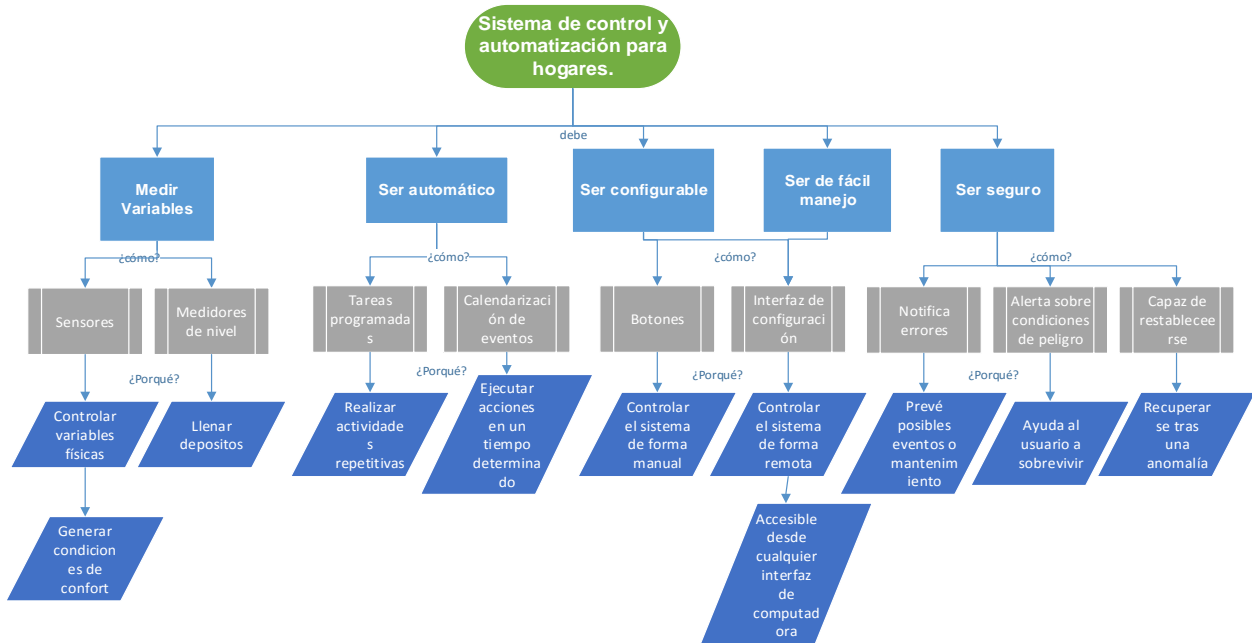 Sistema de control y
automatización para
hogares.
debe
Medir
Variables
Ser automático
Ser configurable
Ser de fácil
manejo
Ser seguro
¿cómo?
¿cómo?
¿cómo?
¿cómo?
Sensores
Medidores
de nivel
Tareas
programada
s
Calendarizaci
ón de
eventos
Botones
Interfaz de
configuraci
ón
Notifica
errores
Alerta sobre
condiciones
de peligro
Capaz de
restablecee
rse
¿Porqué?
¿Porqué?
¿Porqué?
¿Porqué?
Controlar
variables
físicas
Llenar
depositos
Realizar
actividade
s
repetitivas
Ejecutar
acciones
en un
tiempo
determina
do
Controlar
el sistema
de forma
manual
Controlar
el sistema
de forma
remota
Prevé
posibles
eventos o
mantenim
iento
Ayuda al
usuario a
sobrevivir
Recuperar
se tras
una
anomalía
Generar
condicion
es de
confort
Accesible
desde
cualquier
interfaz
de
computad
ora